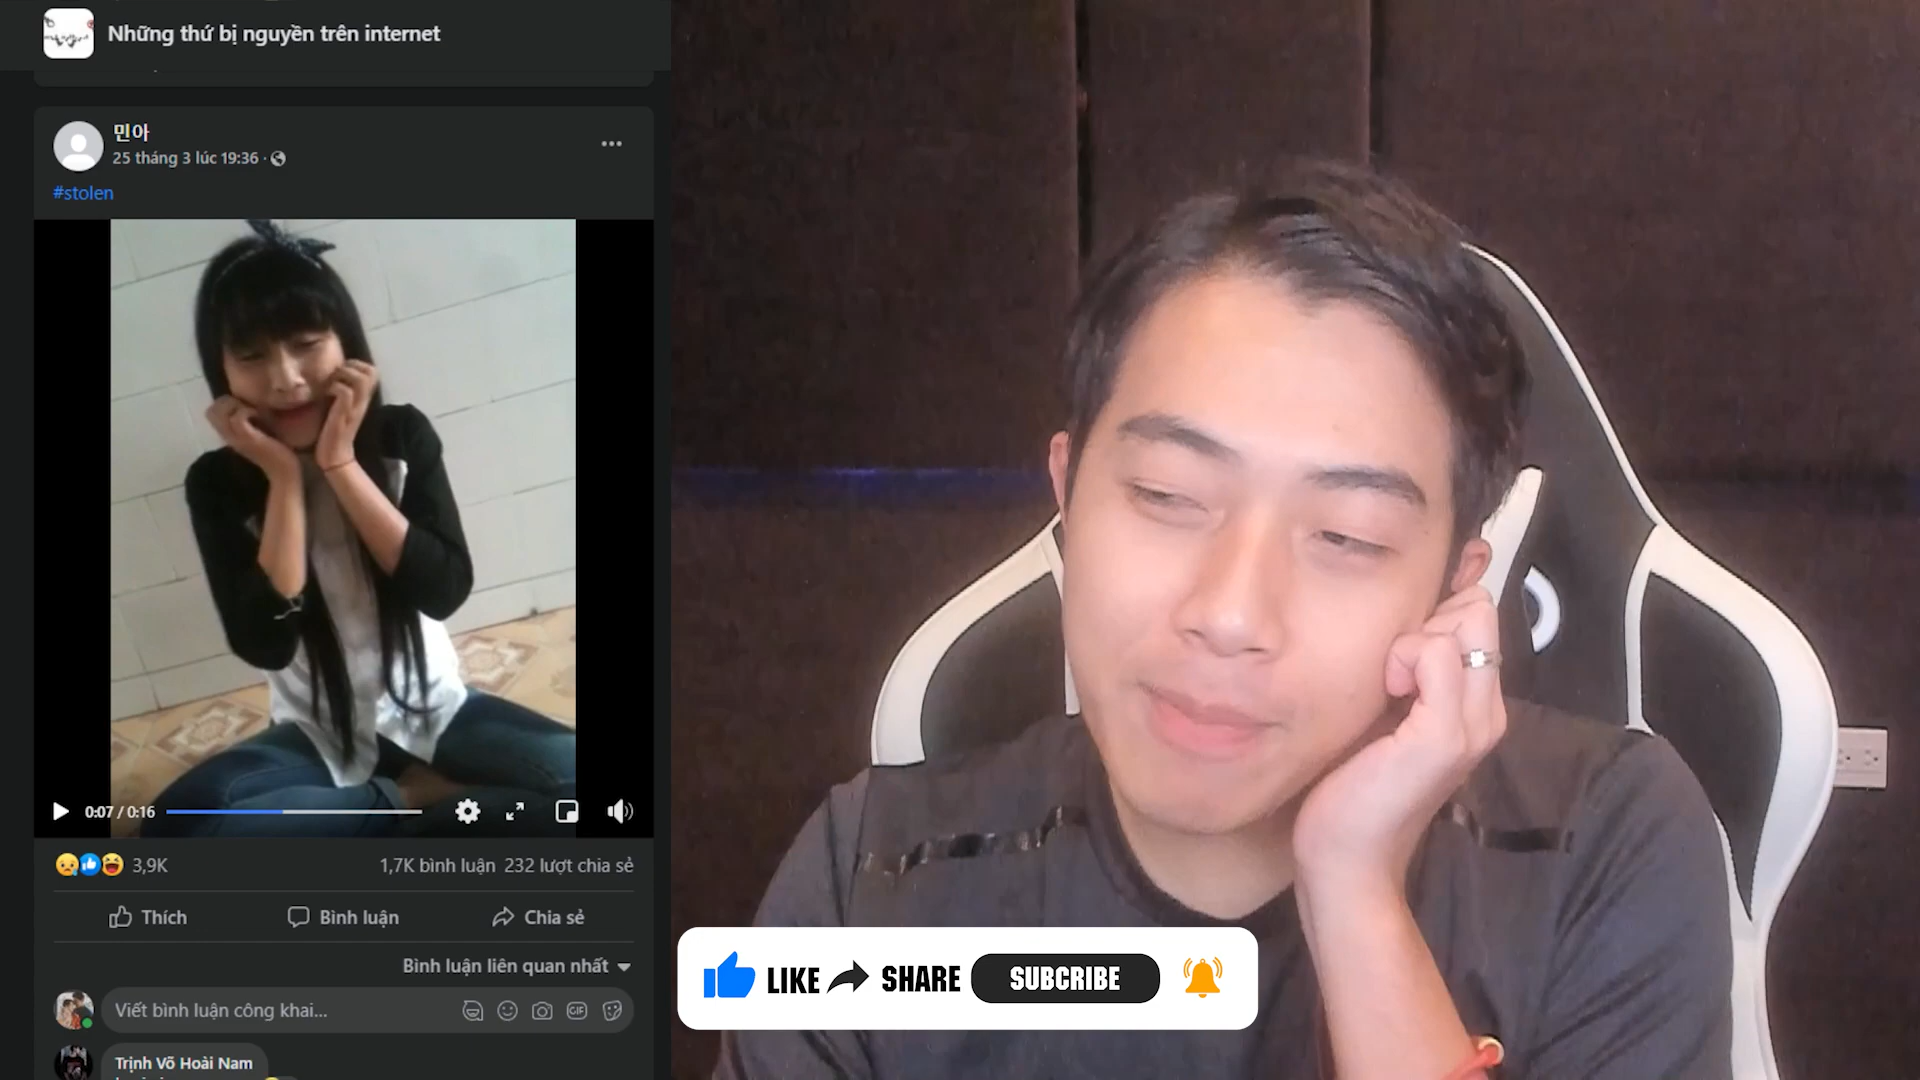 Những thứ bị nguyền trên internet
민아
25 tháng 3 lúc 19:36
#stolen
0:07 / 0:16
3,9K
1,7K bình luận 232 lượt chia sẻ
Thích
Bình luận
Chia sẻ
Bình luận liên quan nhất
Viết bình luận công khai...
GIF
Trịnh Võ Hoài Nam
LIKE SHARE SUBCRIBE